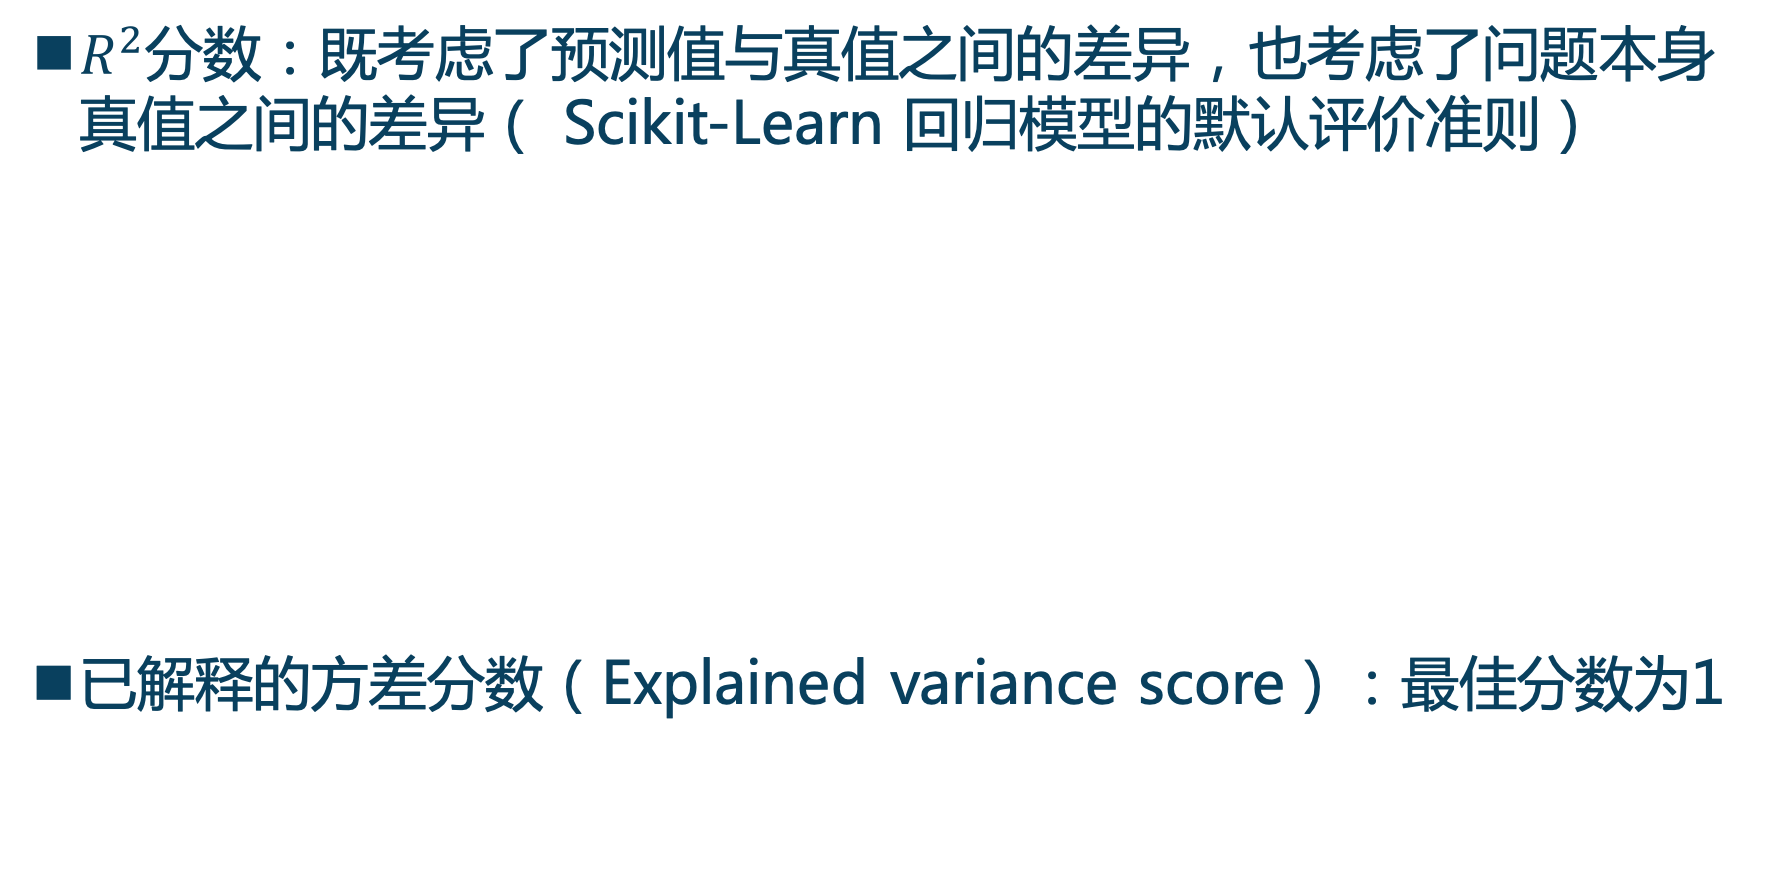 ■R²分数：既考虑了预测值与真值之间的差异，也考虑了问题本身
真值之间的差异（ Scikit-Learn 回归模型的默认评价准则）
■已解释的方差分数（Explained variance score）：最佳分数为1